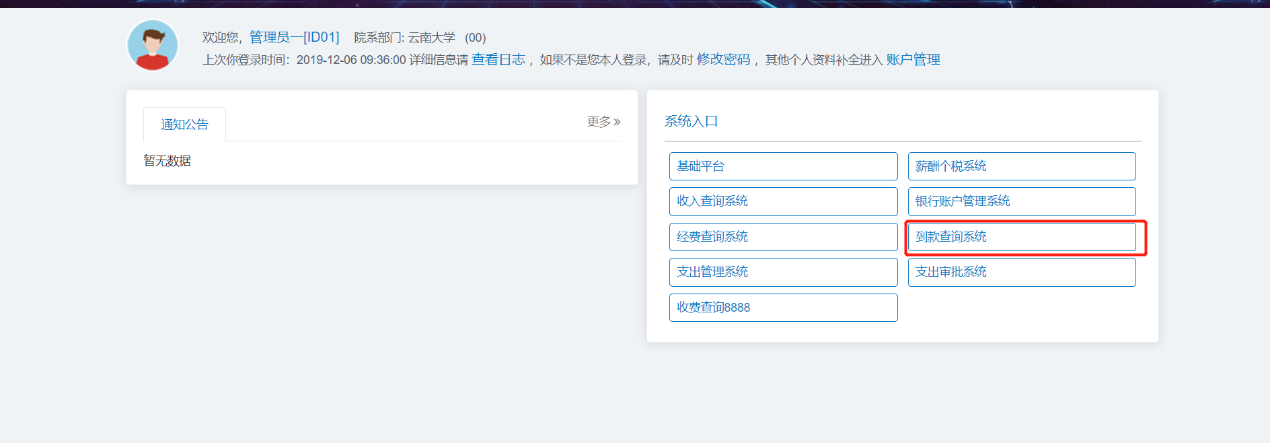 欢迎您, 管理员一[ID01] 院系部门: 云南大学 (00)
上次你登录时间: 2019-12-06 09:36:00 详细信息请 查看日志 , 如果不是您本人登录, 请及时 修改密码 , 其他个人资料补全进入 账户管理
通知公告 更多 »
暂无数据
系统入口
基础平台 薪酬个税系统
收入查询系统 银行账户管理系统
经费查询系统 到款查询系统
支出管理系统 支出审批系统
收费查询8888